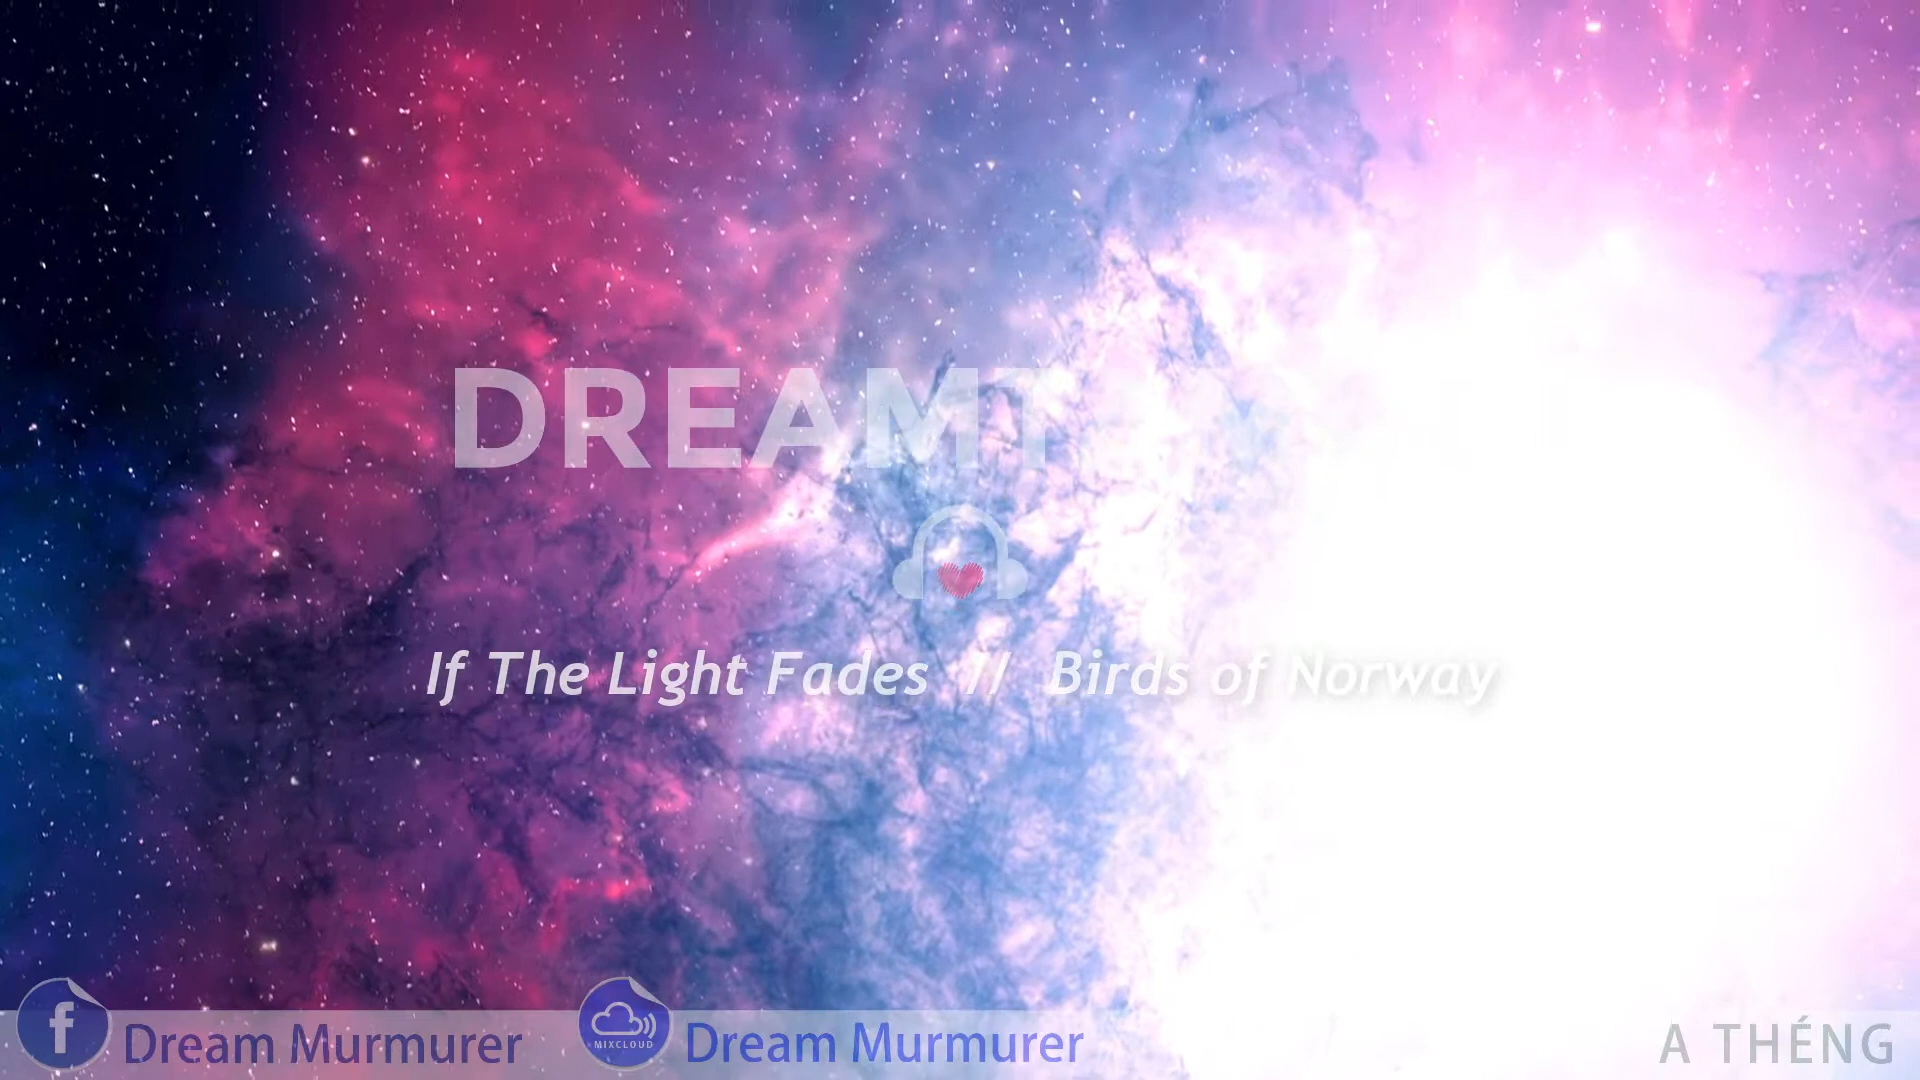 DREAMT
If The Light Fades // Birds of Norway
Dream Murmurer
MIXCLOUD
Dream Murmurer
A THÉNG